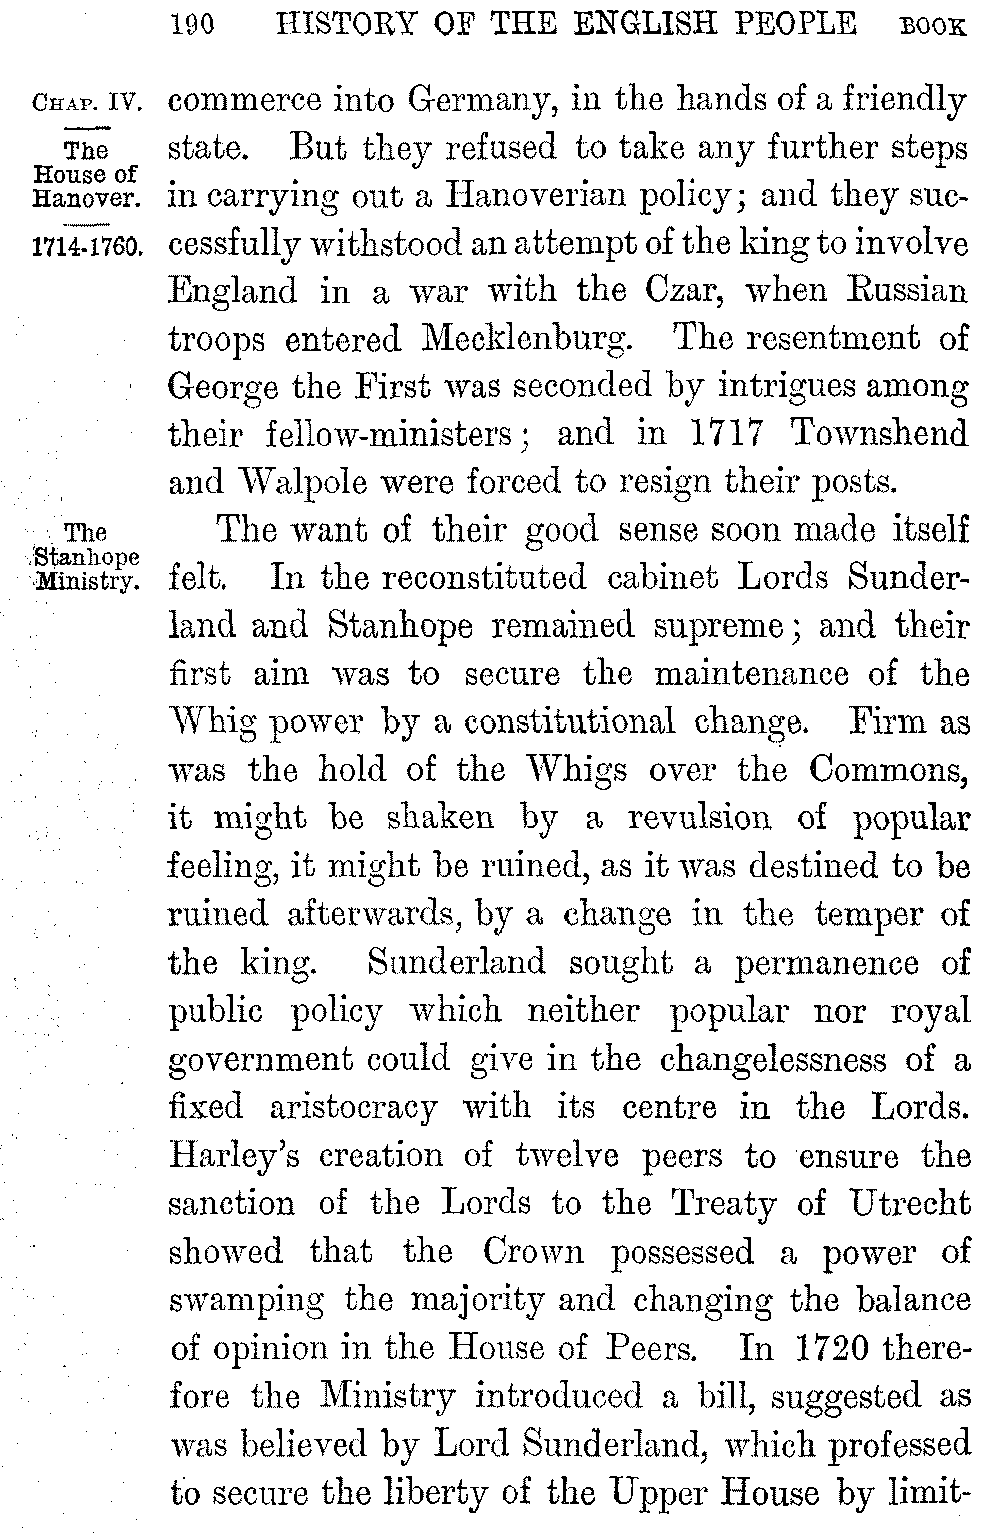 190 HISTORY OF THE ENGLISH PEOPLE BOOK
CHAP. IV.
The
House of
Hanover.
1714-1760.
commerce into Germany, in the hands of a friendly
state. But they refused to take any further steps
in carrying out a Hanoverian policy; and they suc-
cessfully withstood an attempt of the king to involve
England in a war with the Czar, when Russian
troops entered Mecklenburg. The resentment of
George the First was seconded by intrigues among
their fellow-ministers; and in 1717 Townshend
and Walpole were forced to resign their posts.
The
Stanhope
Ministry.
The want of their good sense soon made itself
felt. In the reconstituted cabinet Lords Sunder-
land and Stanhope remained supreme; and their
first aim was to secure the maintenance of the
Whig power by a constitutional change. Firm as
was the hold of the Whigs over the Commons,
it might be shaken by a revulsion of popular
feeling, it might be ruined, as it was destined to be
ruined afterwards, by a change in the temper of
the king. Sunderland sought a permanence of
public policy which neither popular nor royal
government could give in the changelessness of a
fixed aristocracy with its centre in the Lords.
Harley's creation of twelve peers to ensure the
sanction of the Lords to the Treaty of Utrecht
showed that the Crown possessed a power of
swamping the majority and changing the balance
of opinion in the House of Peers. In 1720 there-
fore the Ministry introduced a bill, suggested as
was believed by Lord Sunderland, which professed
to secure the liberty of the Upper House by limit-